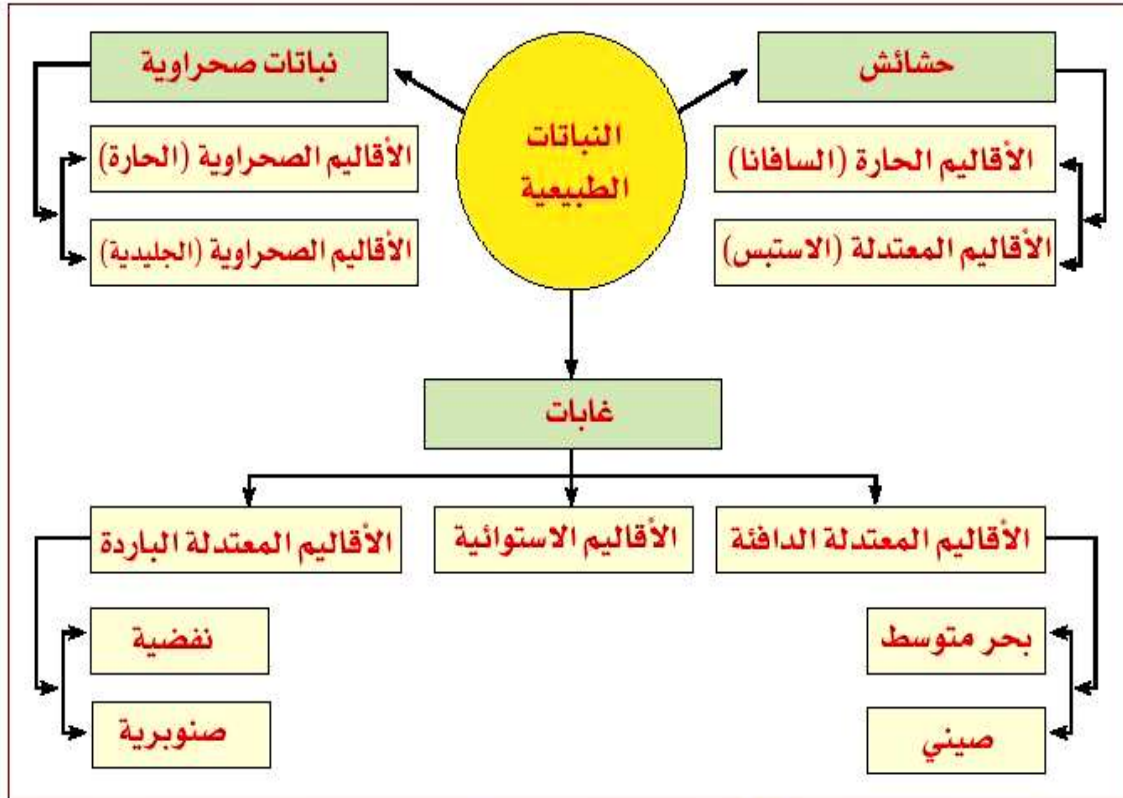 النباتات
الطبيعية
حشائش
الأقاليم الحارة (السافانا)
الأقاليم المعتدلة (الاستبس)
نباتات صحراوية
الأقاليم الصحراوية (الحارة)
الأقاليم الصحراوية (الجليدية)
غابات
الأقاليم المعتدلة الدافئة
بحر متوسط
صيني
الأقاليم الاستوائية
الأقاليم المعتدلة الباردة
نفضية
صنوبرية